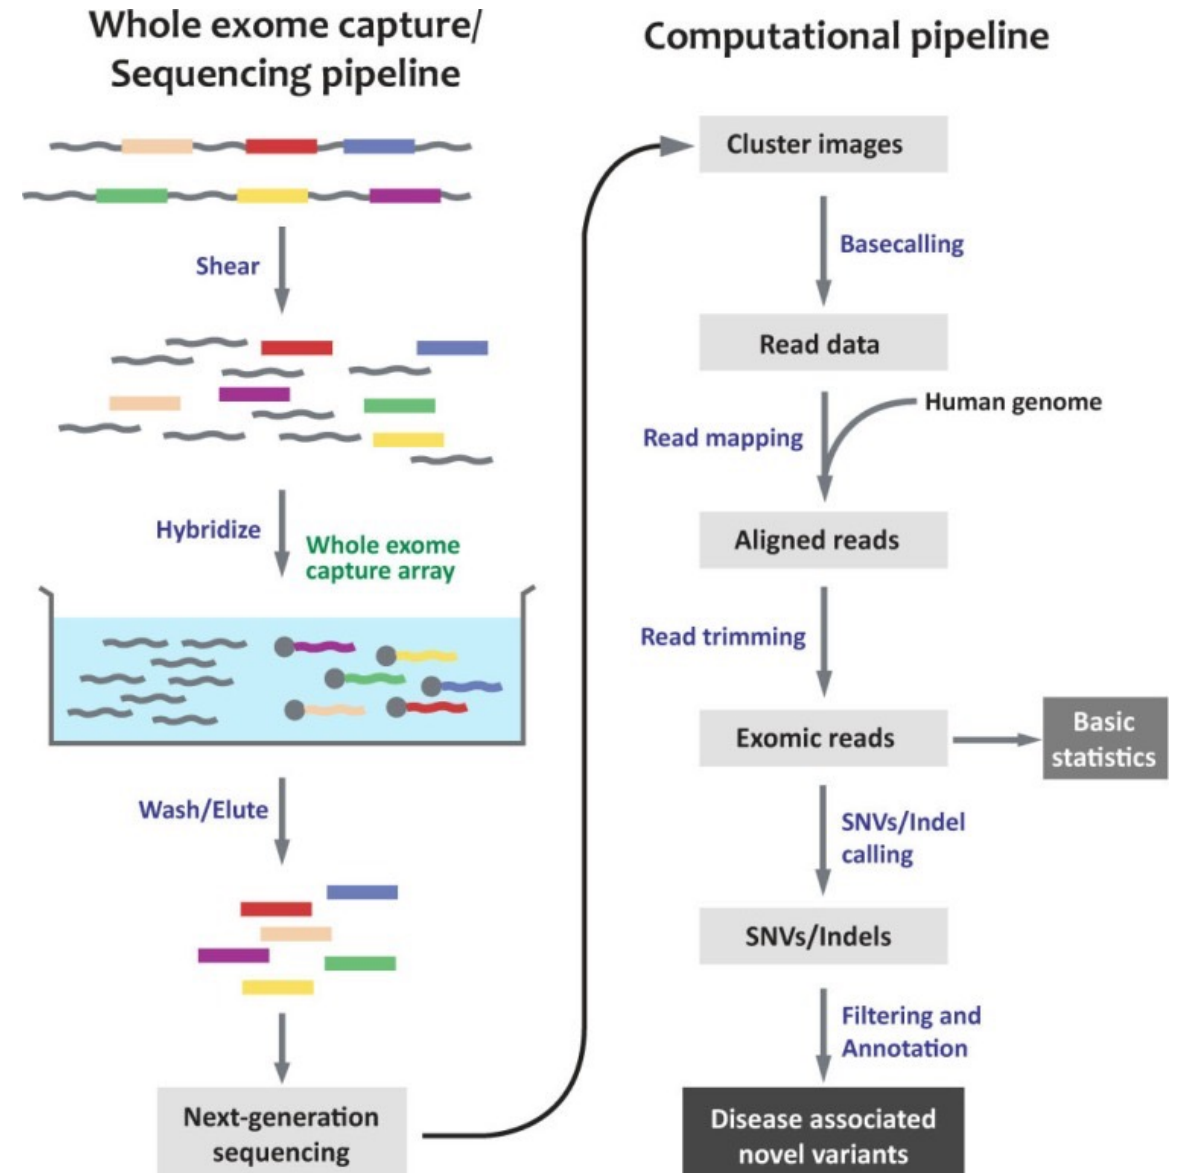 Whole exome capture/
Sequencing pipeline
Shear
Hybridize
Whole exome
capture array
Wash/Elute
Next-generation
sequencing
Computational pipeline
Cluster images
Basecalling
Read data
Human genome
Read mapping
Aligned reads
Read trimming
Exomic reads
Basic
statistics
SNVs/Indel
calling
SNVs/Indels
Filtering and
Annotation
Disease associated
novel variants